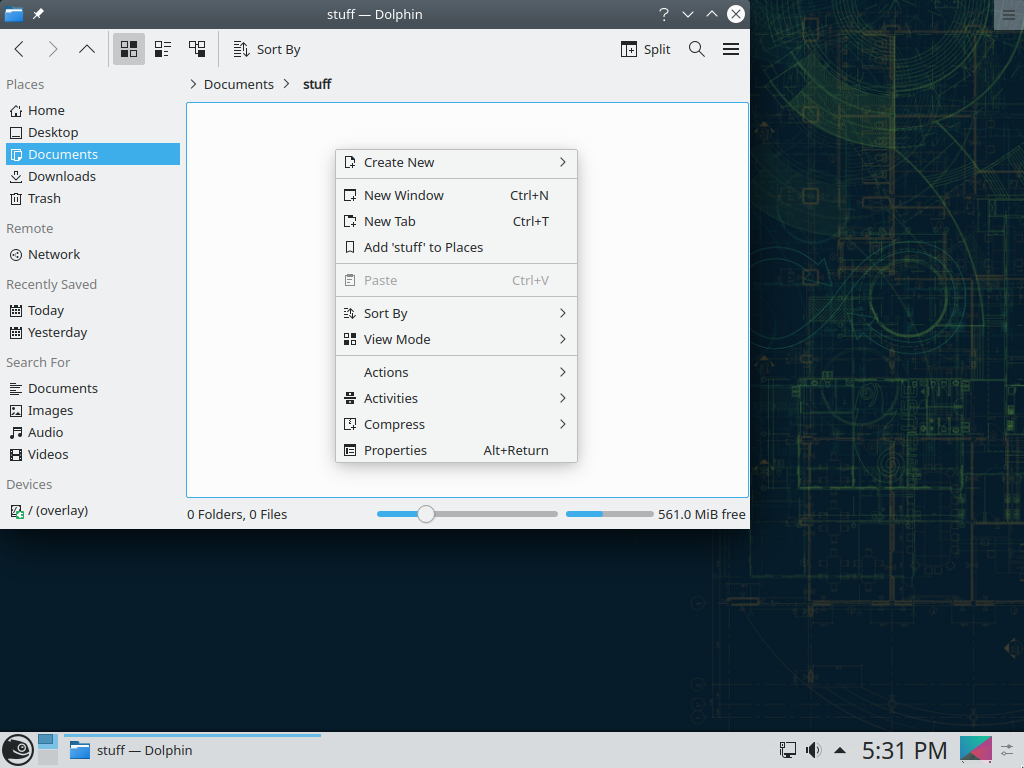 stuff — Dolphin
Sort By
Split
Places
Documents
stuff
Home
Desktop
Documents
Downloads
Trash
Remote
Network
Recently Saved
Today
Yesterday
Search For
Documents
Images
Audio
Videos
Devices
/ (overlay)
Create New
New Window Ctrl+N
New Tab Ctrl+T
Add 'stuff' to Places
Paste Ctrl+V
Sort By
View Mode
Actions
Activities
Compress
Properties Alt+Return
0 Folders, 0 Files
561.0 MiB free
stuff — Dolphin
5:31 PM